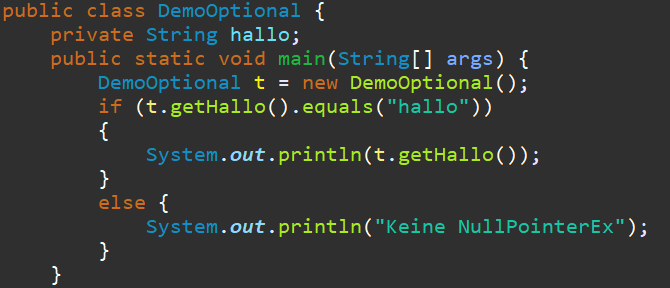 public class DemoOptional {
    private String hallo;
    public static void main(String[] args) {
        DemoOptional t = new DemoOptional();
        if (t.getHallo().equals("hallo"))
        {
            System.out.println(t.getHallo());
        }
        else {
            System.out.println("Keine NullPointerEx");
        }
    }